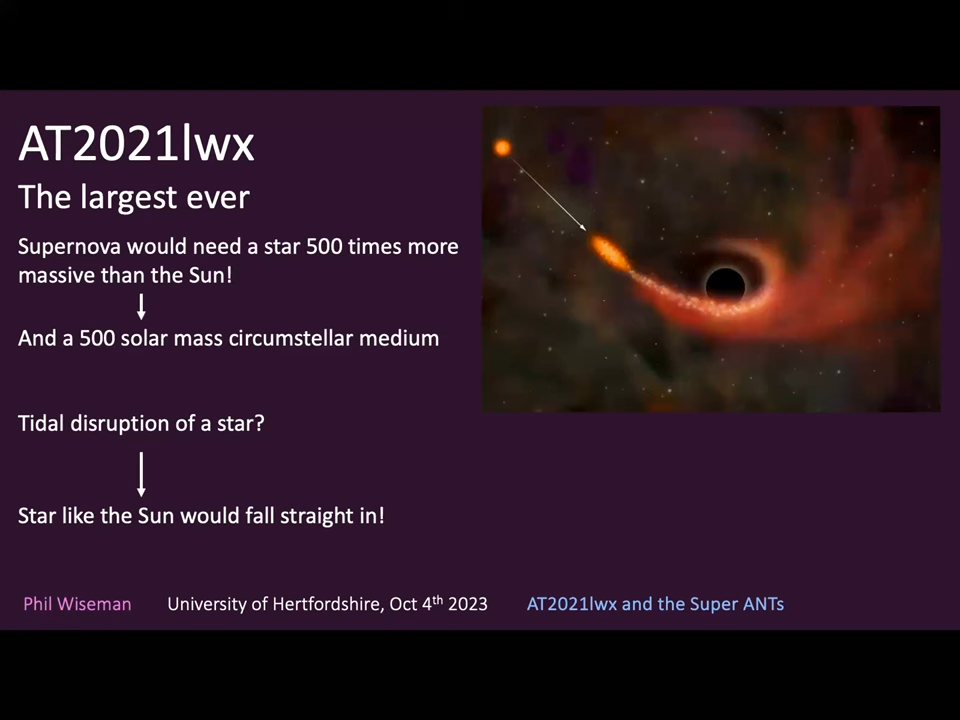 AT2021lwx
The largest ever
Supernova would need a star 500 times more
massive than the Sun!
And a 500 solar mass circumstellar medium
Tidal disruption of a star?
Star like the Sun would fall straight in!
Phil Wiseman University of Hertfordshire, Oct 4th 2023 AT2021lwx and the Super ANTs